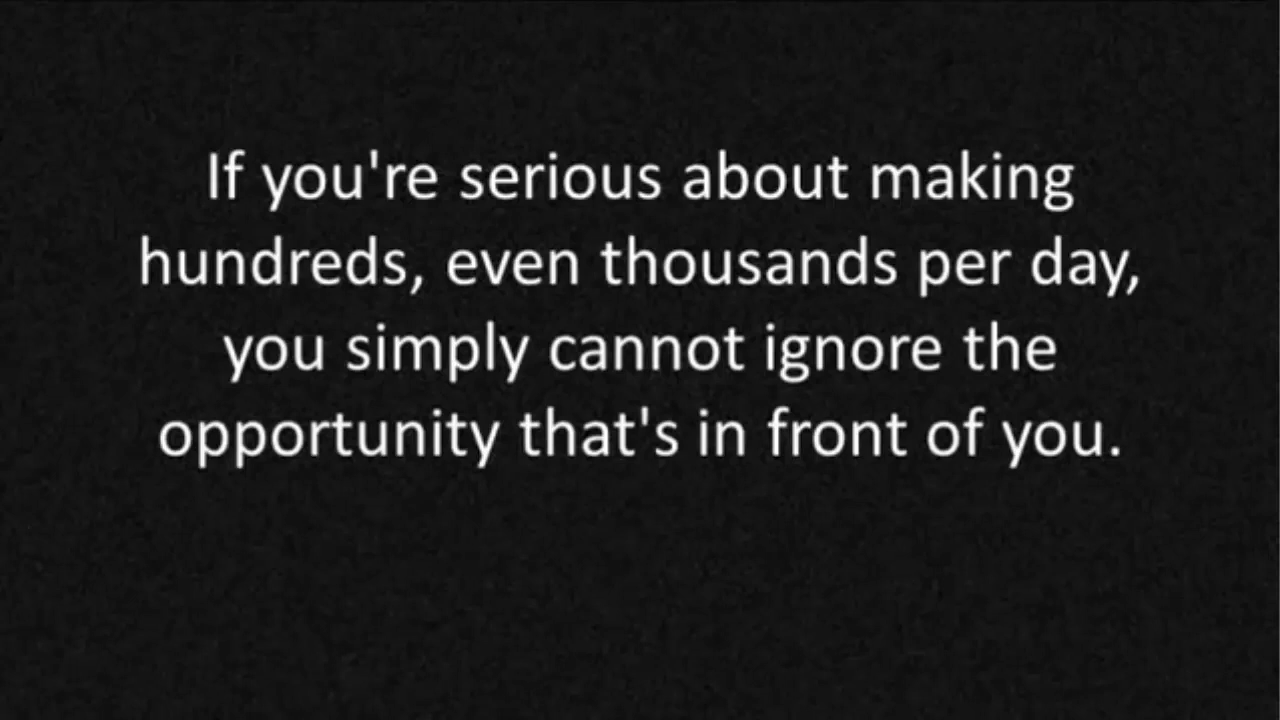 If you're serious about making
hundreds, even thousands per day,
you simply cannot ignore the
opportunity that's in front of you.